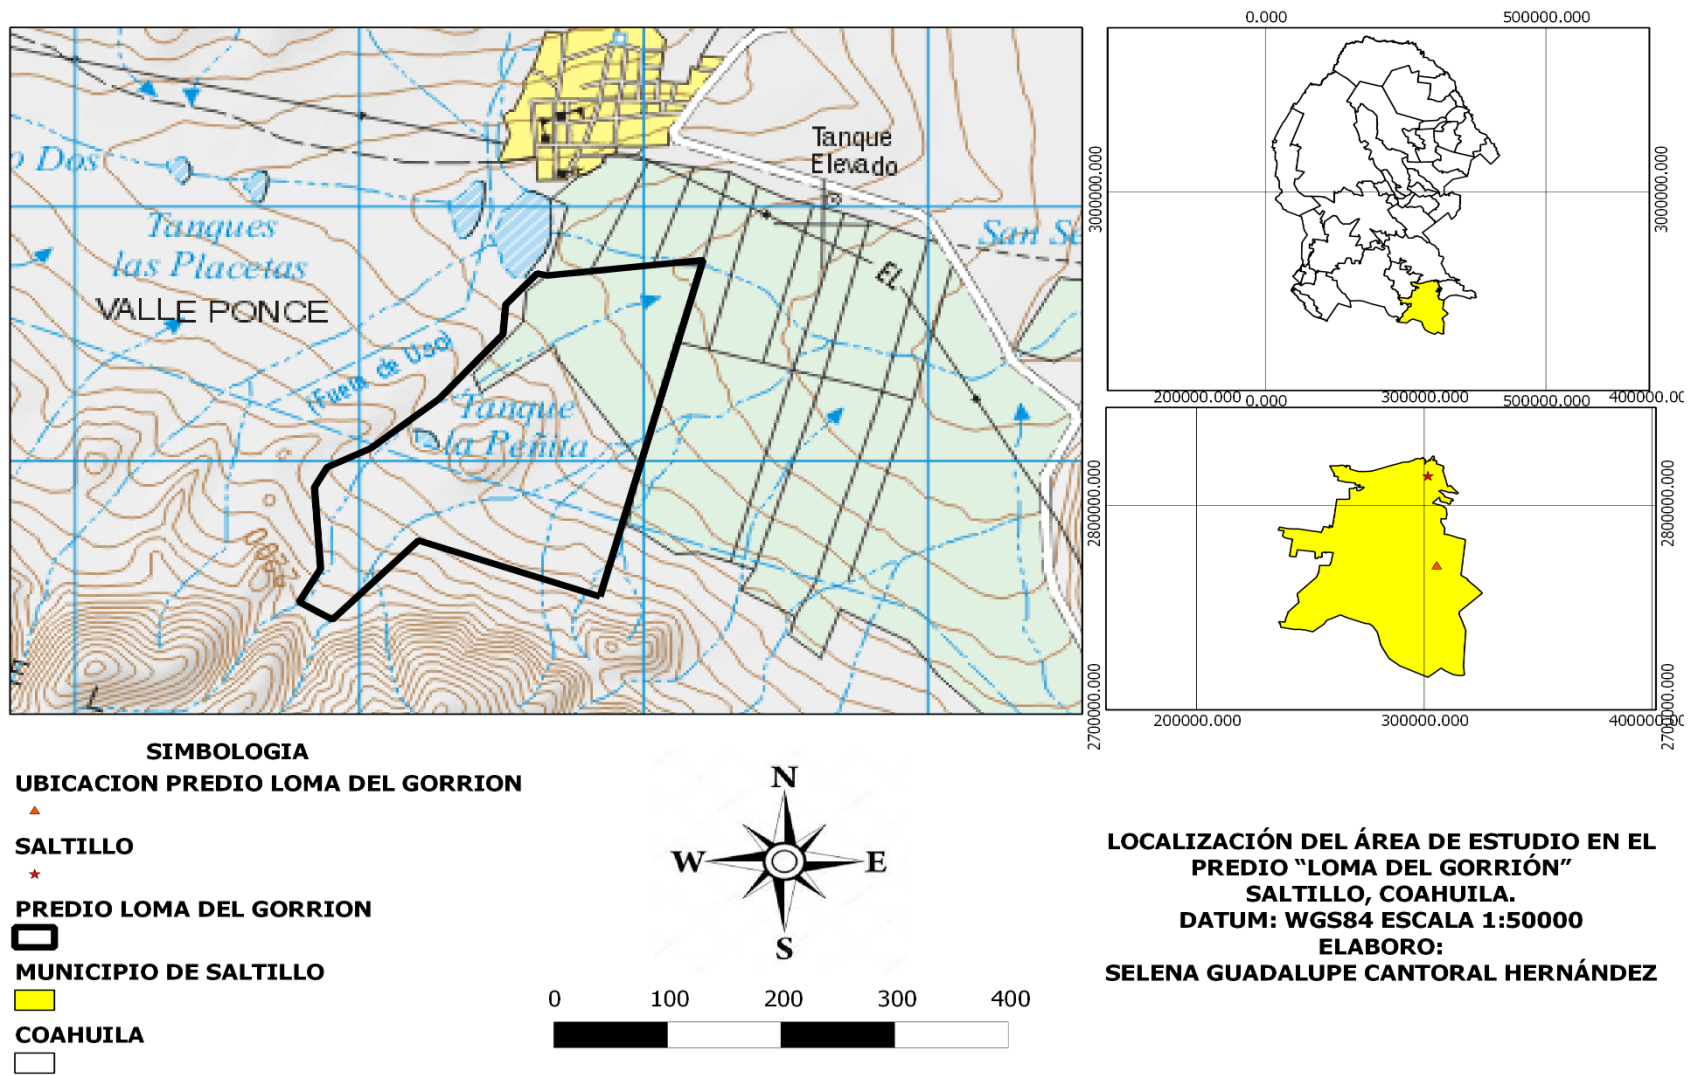 Tanque
Elevado
o Dos
Tanques
las Placetas
VALLE PONCE
San Se
EL
(Fuera de Uso)
Tanque
la Peñita
E
L
0.000 500000.000
3000000.000 3000000.000
200000.000 0.000 300000.000 500000.000
2800000.000 2800000.000
2700000.000
200000.000 300000.000
SIMBOLOGIA
UBICACION PREDIO LOMA DEL GORRION
SALTILLO
PREDIO LOMA DEL GORRION
MUNICIPIO DE SALTILLO
COAHUILA
N
W E
S
0 100 200 300 400
LOCALIZACIÓN DEL ÁREA DE ESTUDIO EN EL
PREDIO “LOMA DEL GORRIÓN”
SALTILLO, COAHUILA.
DATUM: WGS84 ESCALA 1:50000
ELABORO:
SELENA GUADALUPE CANTORAL HERNÁNDEZ